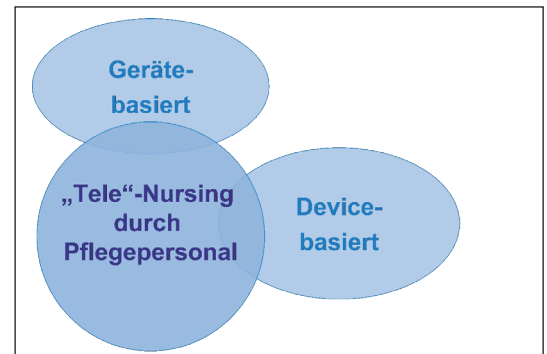 Geräte-
basiert
„Tele“-Nursing
durch
Pflegepersonal
Device-
basiert